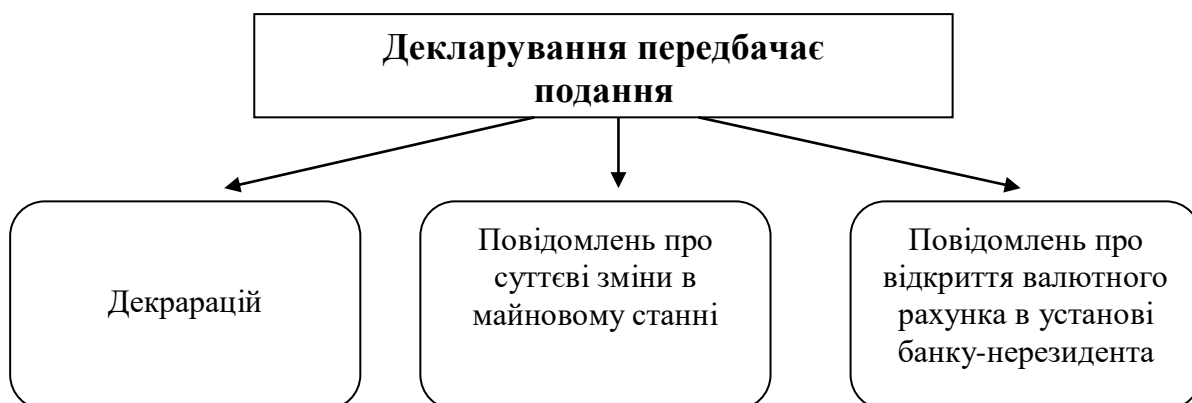 Декларування передбачає
подання
Декрарацій
Повідомлень про
суттєві зміни в
майновому станні
Повідомлень про
відкриття валютного
рахунка в установі
банку-нерезидента